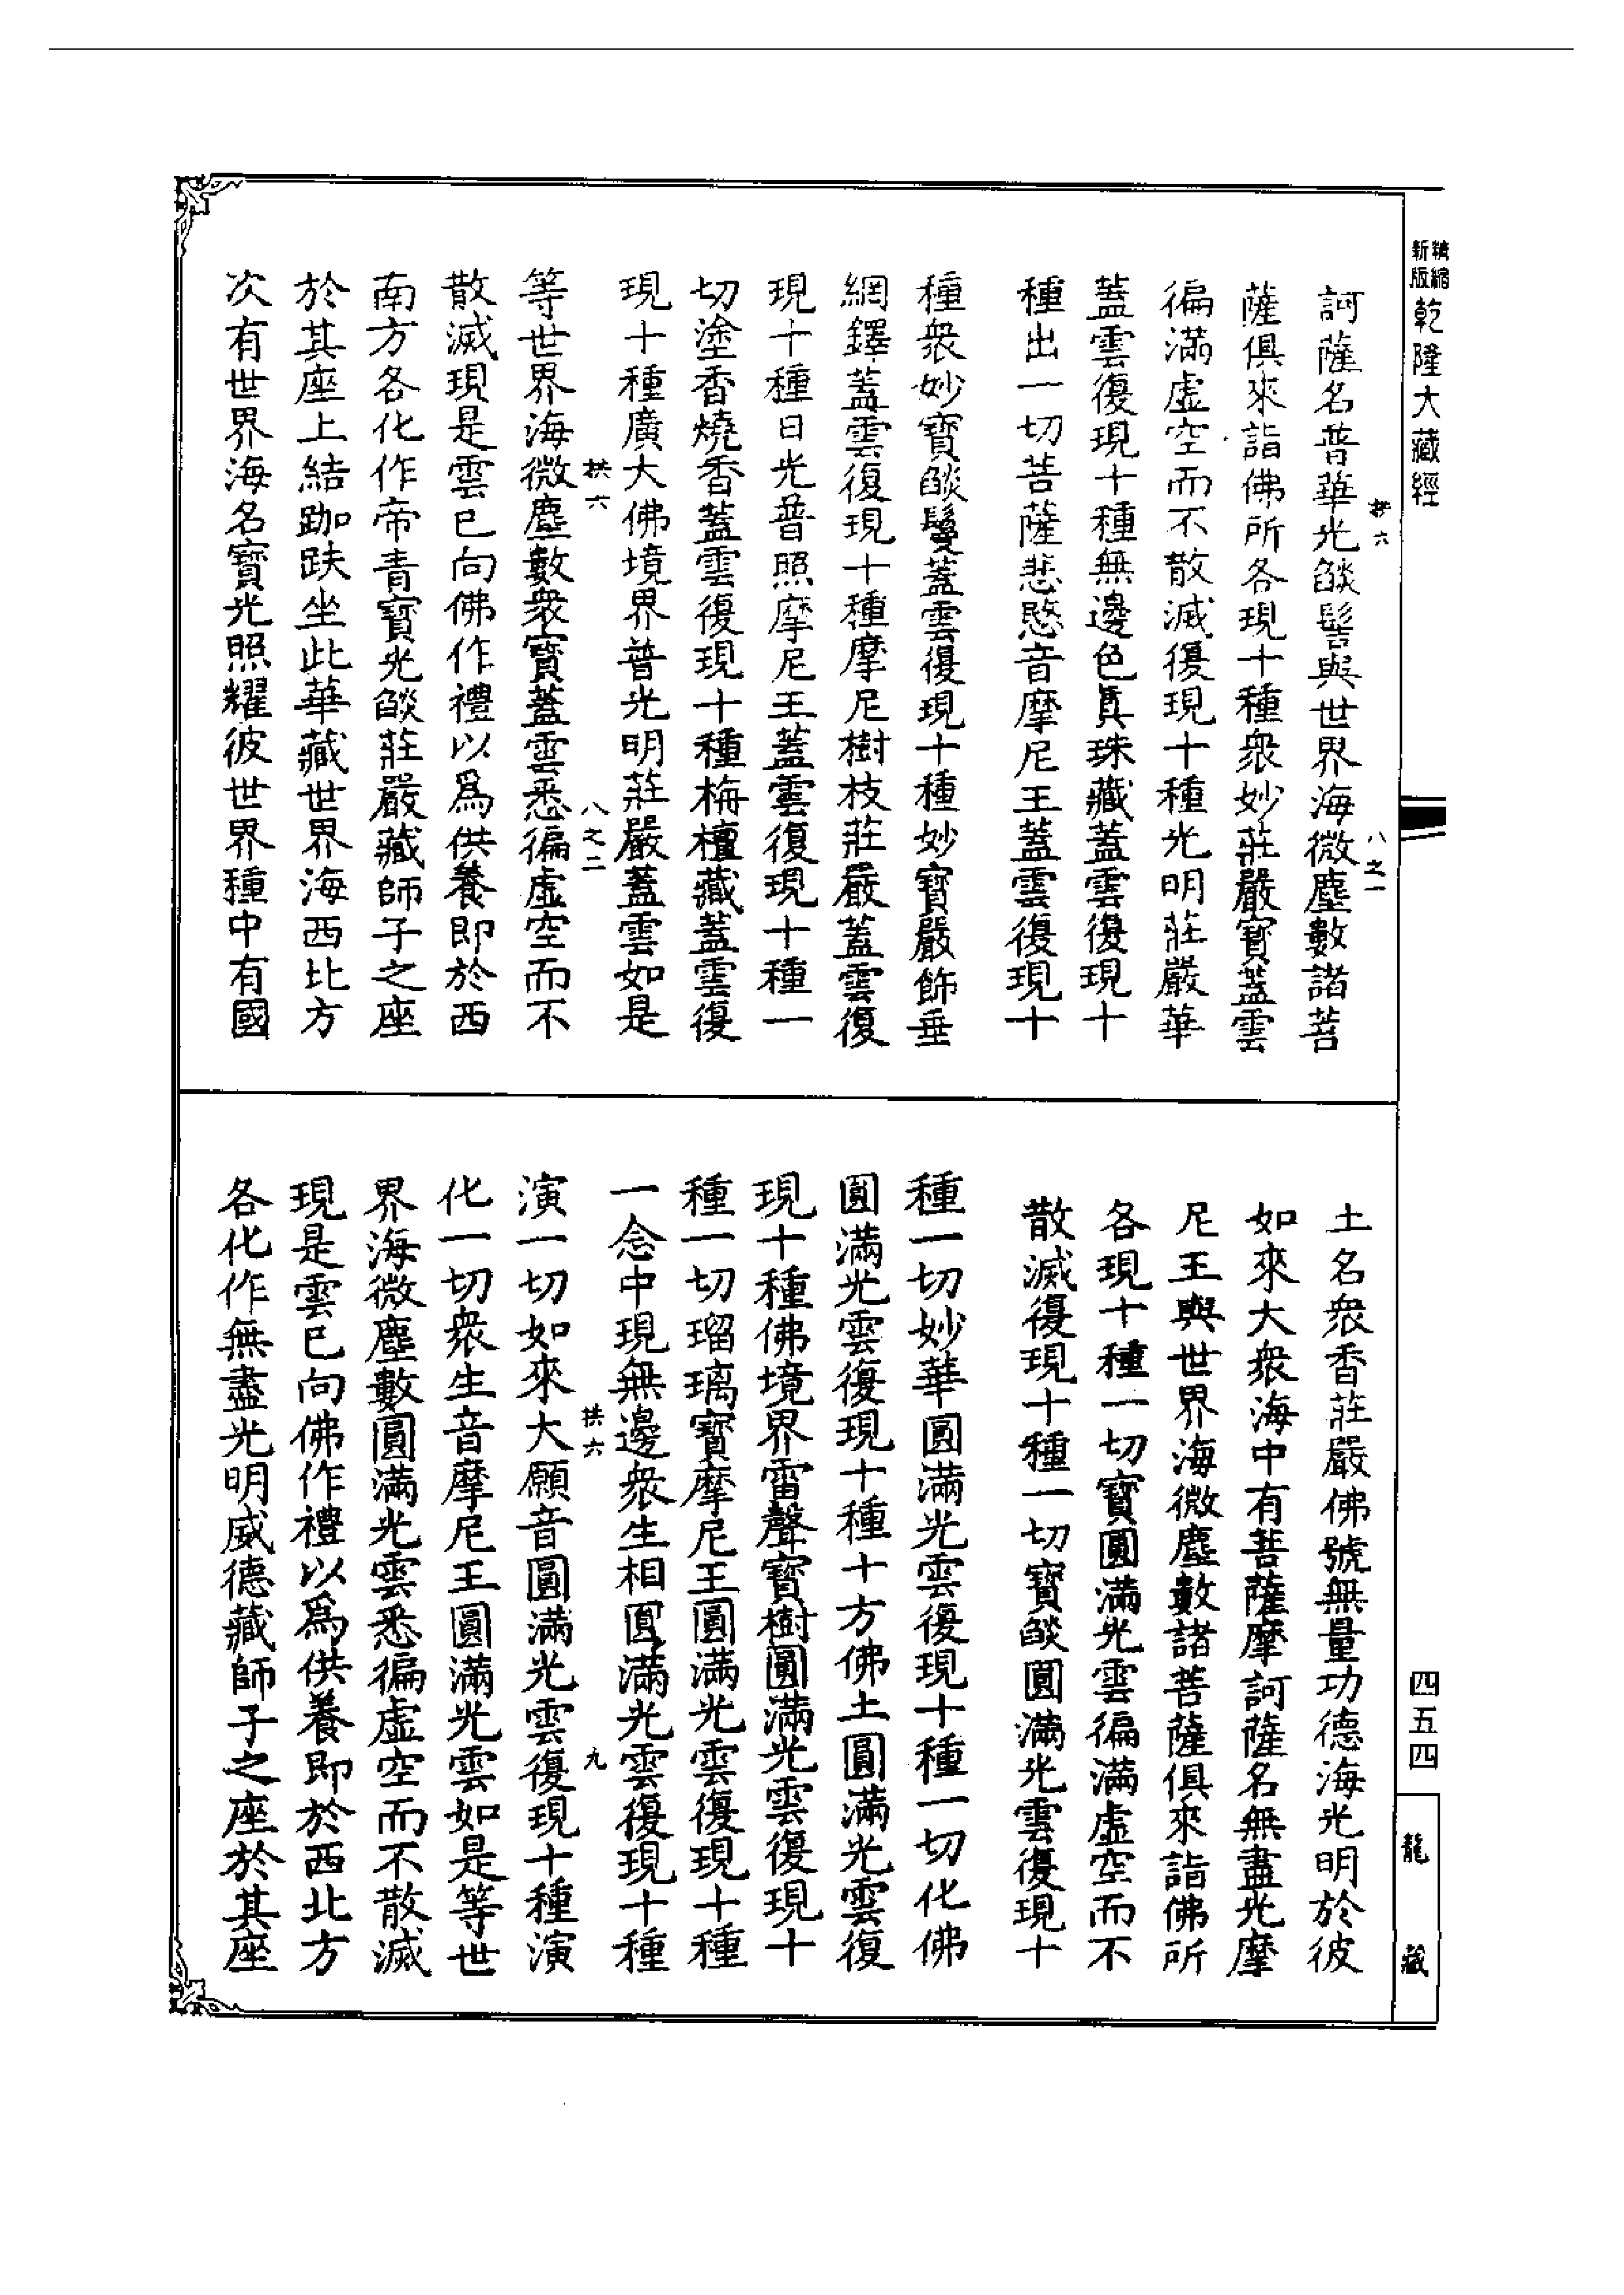 精縮新版乾隆大藏經
訶薩名普華光𦦨髻與世界海微塵數諸菩
薩俱來詣佛所各現十種衆妙莊嚴寶蓋雲
徧滿虛空而不散滅復現十種光明莊嚴華
蓋雲復現十種無邊色真珠藏蓋雲復現十
種出一切菩薩悲愍音摩尼王蓋雲復現十
種衆妙寶𦦨鬘蓋雲復現十種妙寶嚴飾垂
網鐸蓋雲復現十種摩尼樹枝莊嚴蓋雲復
現十種日光普照摩尼王蓋雲復現十種一
切塗香燒香蓋雲復現十種栴檀藏蓋雲復
現十種廣大佛境界普光明莊嚴蓋雲如是
等世界海微塵數衆寶蓋雲悉徧虛空而不
散滅現是雲已向佛作禮以爲供養即於西
南方各化作帝青寶光𦦨莊嚴藏師子之座
於其座上結跏趺坐此華藏世界海西北方
次有世界海名寶光照耀彼世界種中有國
拱六
八之一
拱六
八之二
土名衆香莊嚴佛號無量功德海光明於彼
如來大衆海中有菩薩摩訶薩名無盡光摩
尼王與世界海微塵數諸菩薩俱來詣佛所
各現十種一切寶圓滿光雲徧滿虛空而不
散滅復現十種一切寶𦦨圓滿光雲復現十
種一切妙華圓滿光雲復現十種一切化佛
圓滿光雲復現十種十方佛土圓滿光雲復
現十種佛境界雷聲寶樹圓滿光雲復現十
種一切瑠璃寶摩尼王圓滿光雲復現十種
一念中現無邊衆生相圓滿光雲復現十種
演一切如來大願音圓滿光雲復現十種演
化一切衆生音摩尼王圓滿光雲如是等世
界海微塵數圓滿光雲悉徧虛空而不散滅
現是雲已向佛作禮以爲供養即於西北方
各化作無盡光明威德藏師子之座於其座
拱六
九
四五四
龍藏